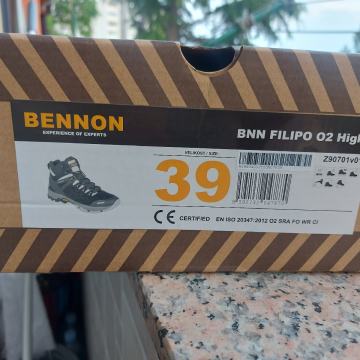 BENNON
EXPERIENCE OF EXPERTS
BNN FILIPO O2 High
VELIKOST / SIZE:
39
Z90701v01
CE CERTIFIED EN ISO 20347:2012 O2 SRA FO WR CI